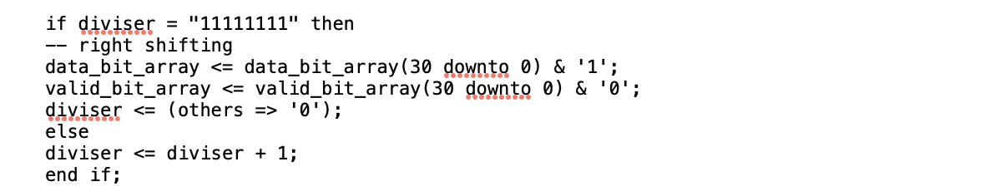 if diviser = "11111111" then
-- right shifting
data_bit_array <= data_bit_array(30 downto 0) & '1';
valid_bit_array <= valid_bit_array(30 downto 0) & '0';
diviser <= (others => '0');
else
diviser <= diviser + 1;
end if;